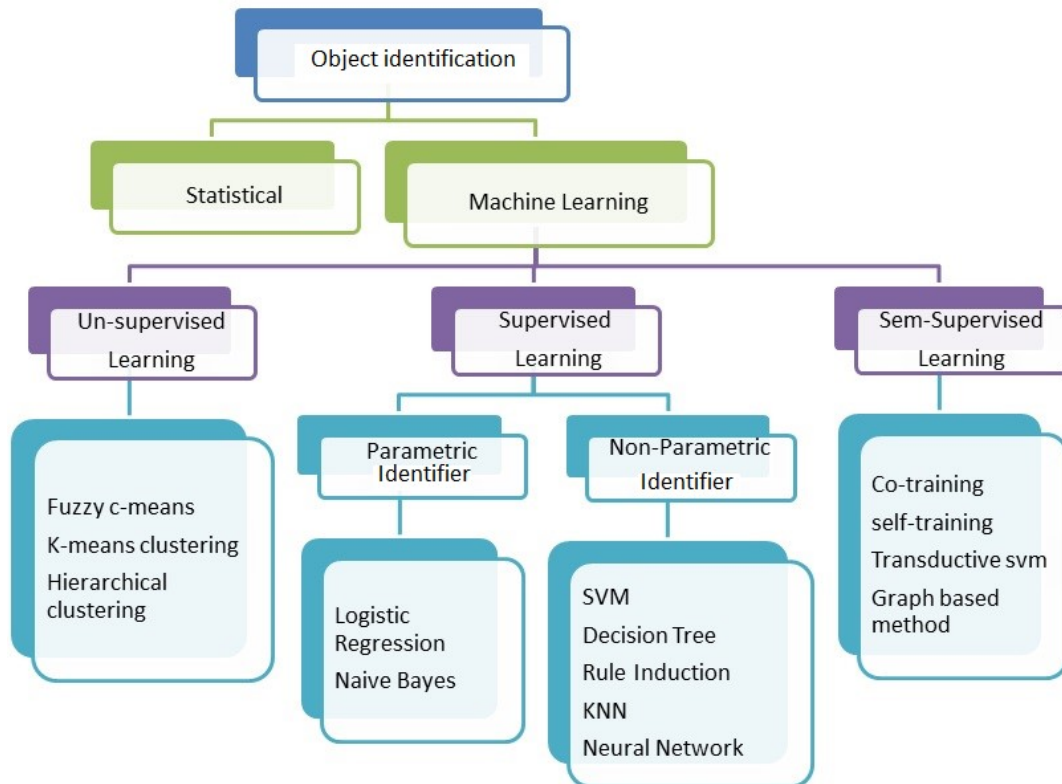 Object identification
Statistical
Machine Learning
Un-supervised
Learning
Supervised
Learning
Sem-Supervised
Learning
Parametric
Identifier
Non-Parametric
Identifier
Fuzzy c-means
K-means clustering
Hierarchical
clustering
Logistic
Regression
Naive Bayes
SVM
Decision Tree
Rule Induction
KNN
Neural Network
Co-training
self-training
Transductive svm
Graph based
method